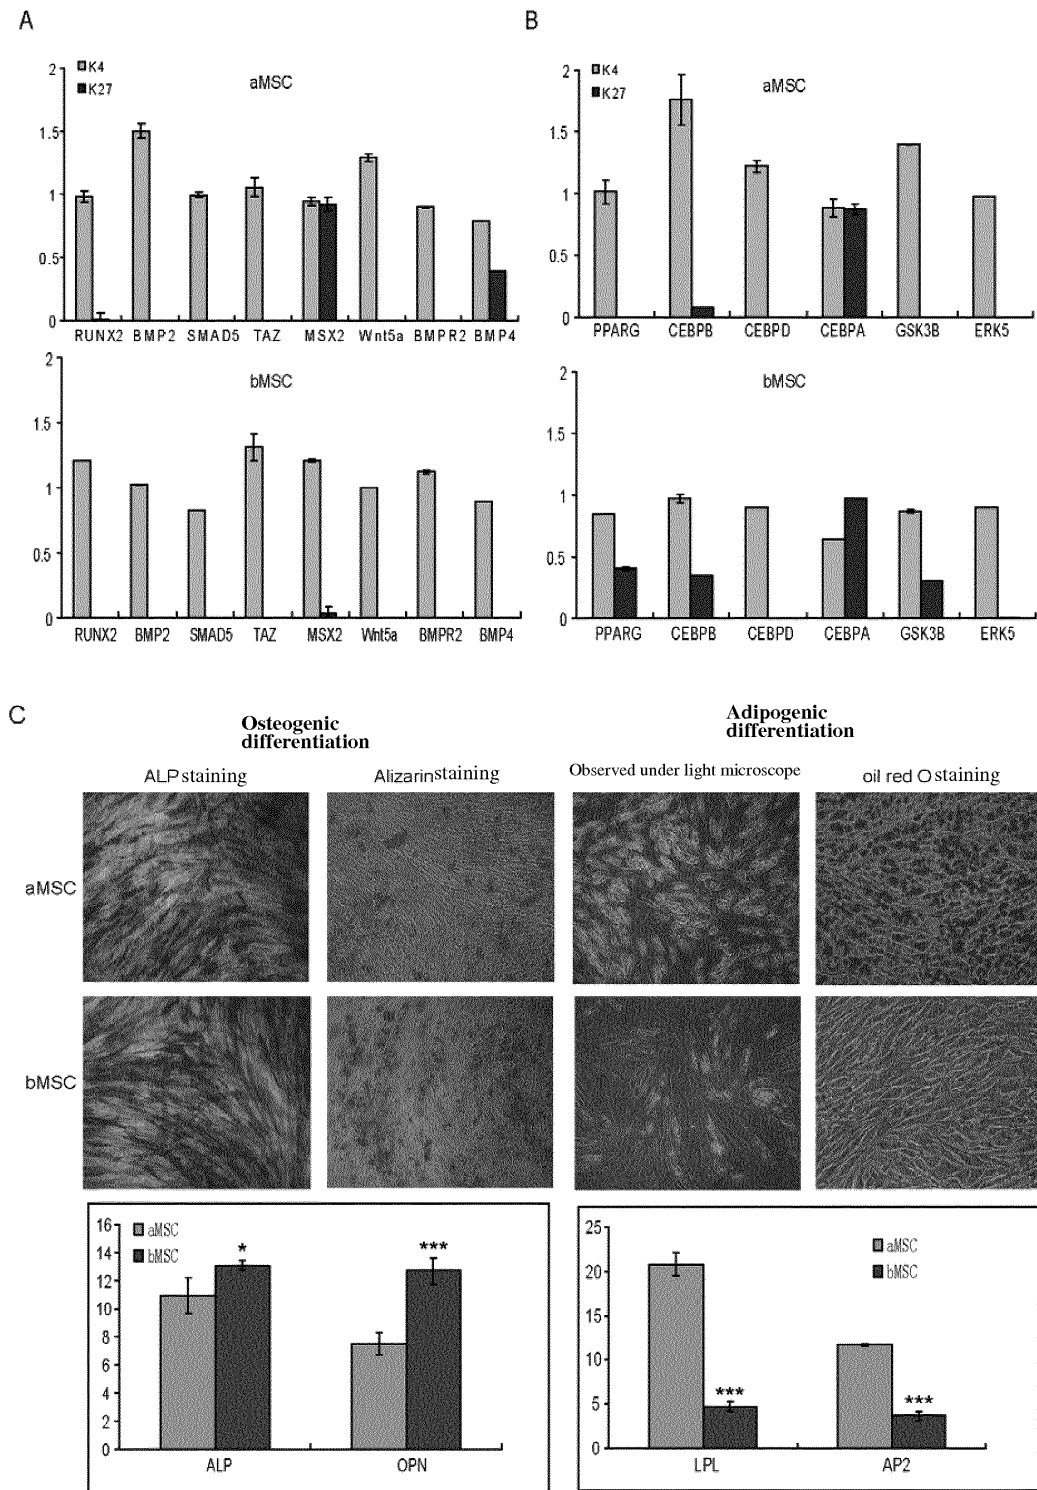 A
K4
K27
aMSC
2
1.5
1
0.5
0
RUNX2 BMP2 SMAD5 TAZ MSX2 Wnt5a BMPR2 BMP4
bMSC
2
1.5
1
0.5
0
RUNX2 BMP2 SMAD5 TAZ MSX2 Wnt5a BMPR2 BMP4
B
K4
K27
aMSC
2
1.5
1
0.5
0
PPARG CEBPB CEBPD CEBPA GSK3B ERK5
bMSC
2
1.5
1
0.5
0
PPARG CEBPB CEBPD CEBPA GSK3B ERK5
C
Osteogenic
differentiation
Adipogenic
differentiation
ALP staining
Alizarin staining
Observed under light microscope
oil red O staining
aMSC
bMSC
16
14
12
10
8
6
4
2
0
aMSC
bMSC
*
***
ALP OPN
25
20
15
10
5
0
aMSC
bMSC
***
***
LPL AP2